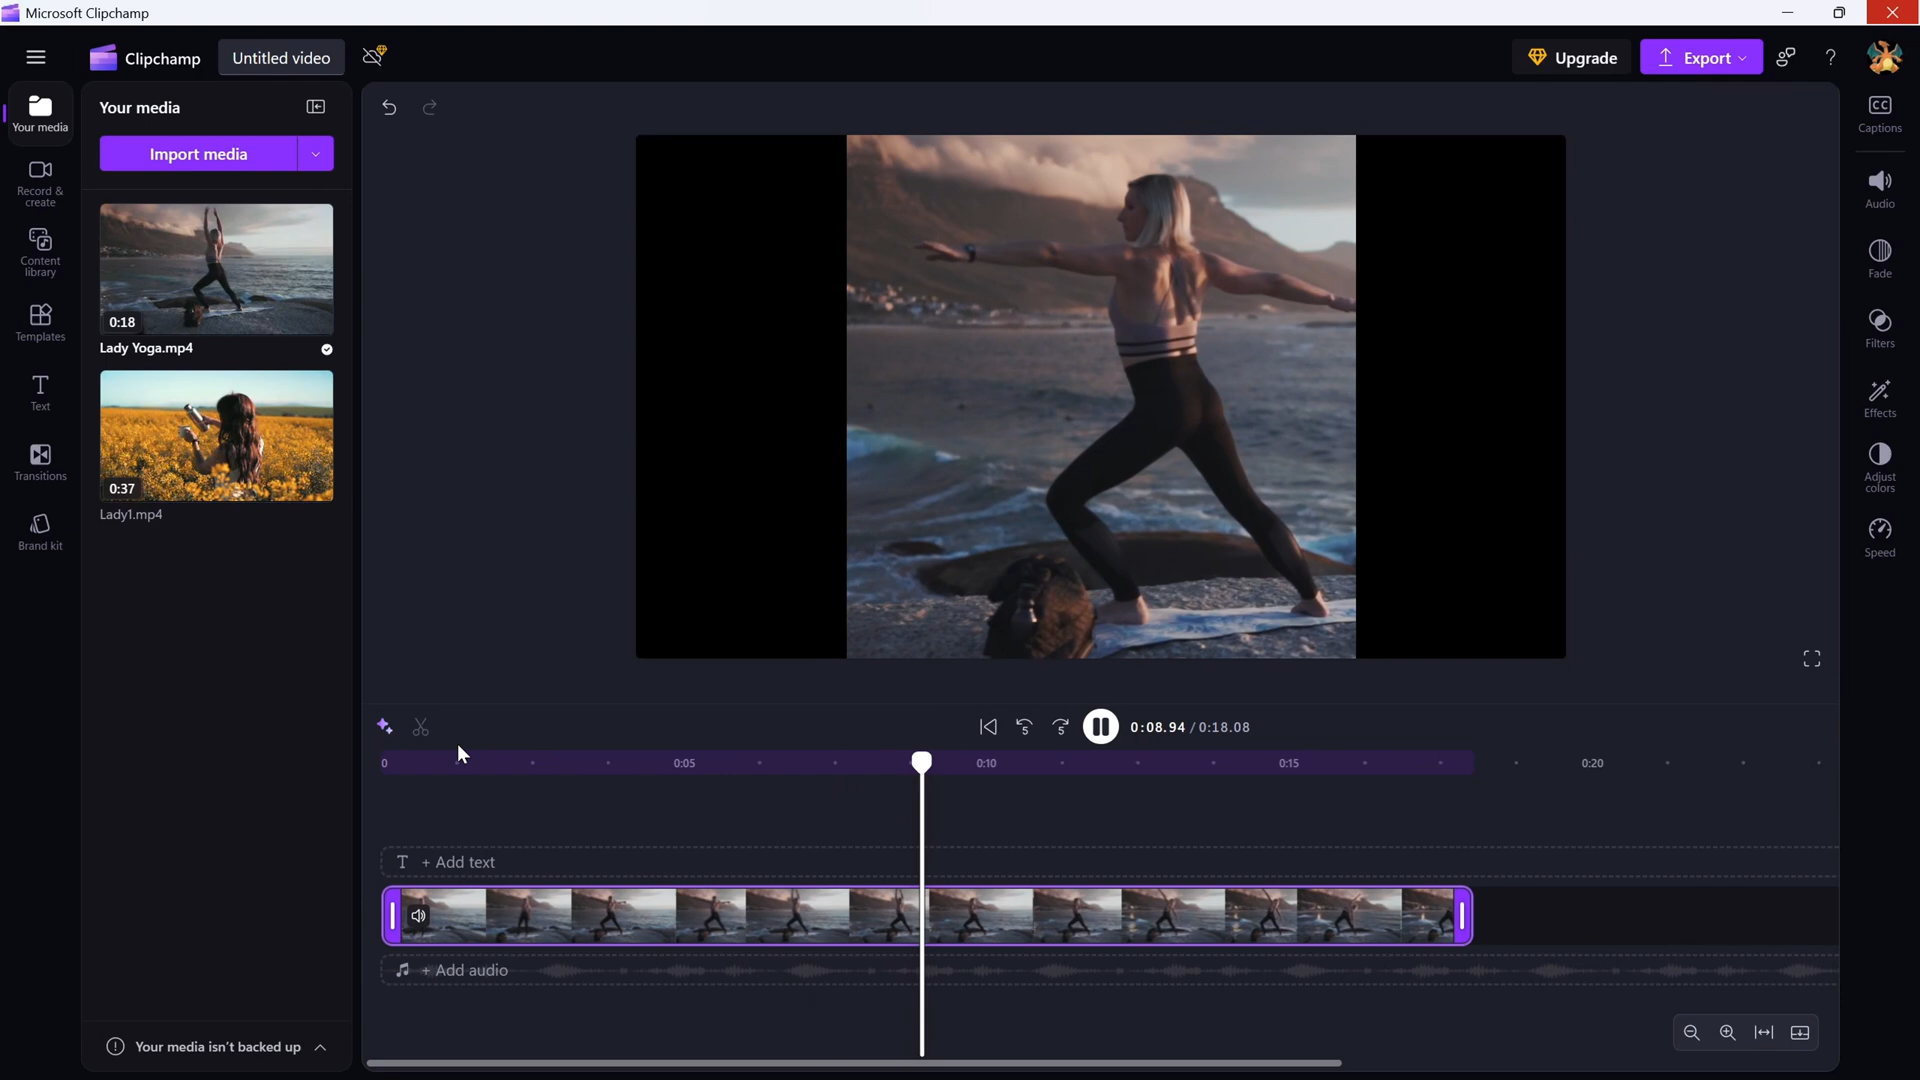 Microsoft Clipchamp
Clipchamp
Untitled video
Upgrade
Export
?
Your media
Record &
create
Content
library
Templates
Text
Transitions
Brand kit
Your media
Import media
0:18
Lady Yoga.mp4
0:37
Lady1.mp4
Your media isn't backed up
CC
Captions
Audio
Fade
Filters
Effects
Adjust
colors
Speed
5
5
0:08.94 / 0:18.08
0
0:05
0:10
0:15
0:20
T + Add text
+ Add audio